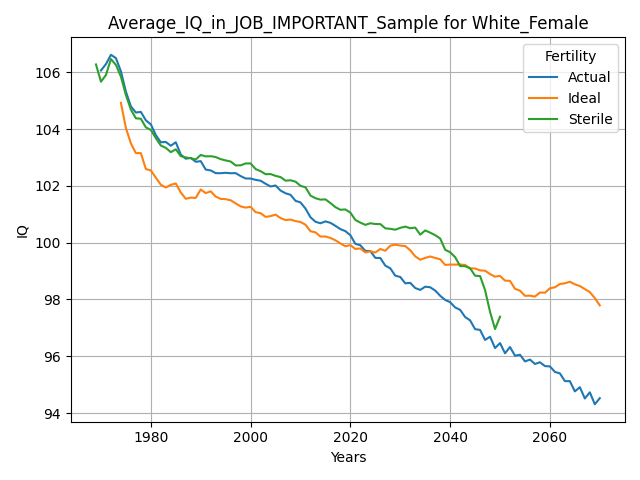 Average_IQ_in_JOB_IMPORTANT_Sample for White_Female
Fertility
Actual
Ideal
Sterile
106
104
102
100
98
96
94
IQ
1980
2000
2020
2040
2060
Years